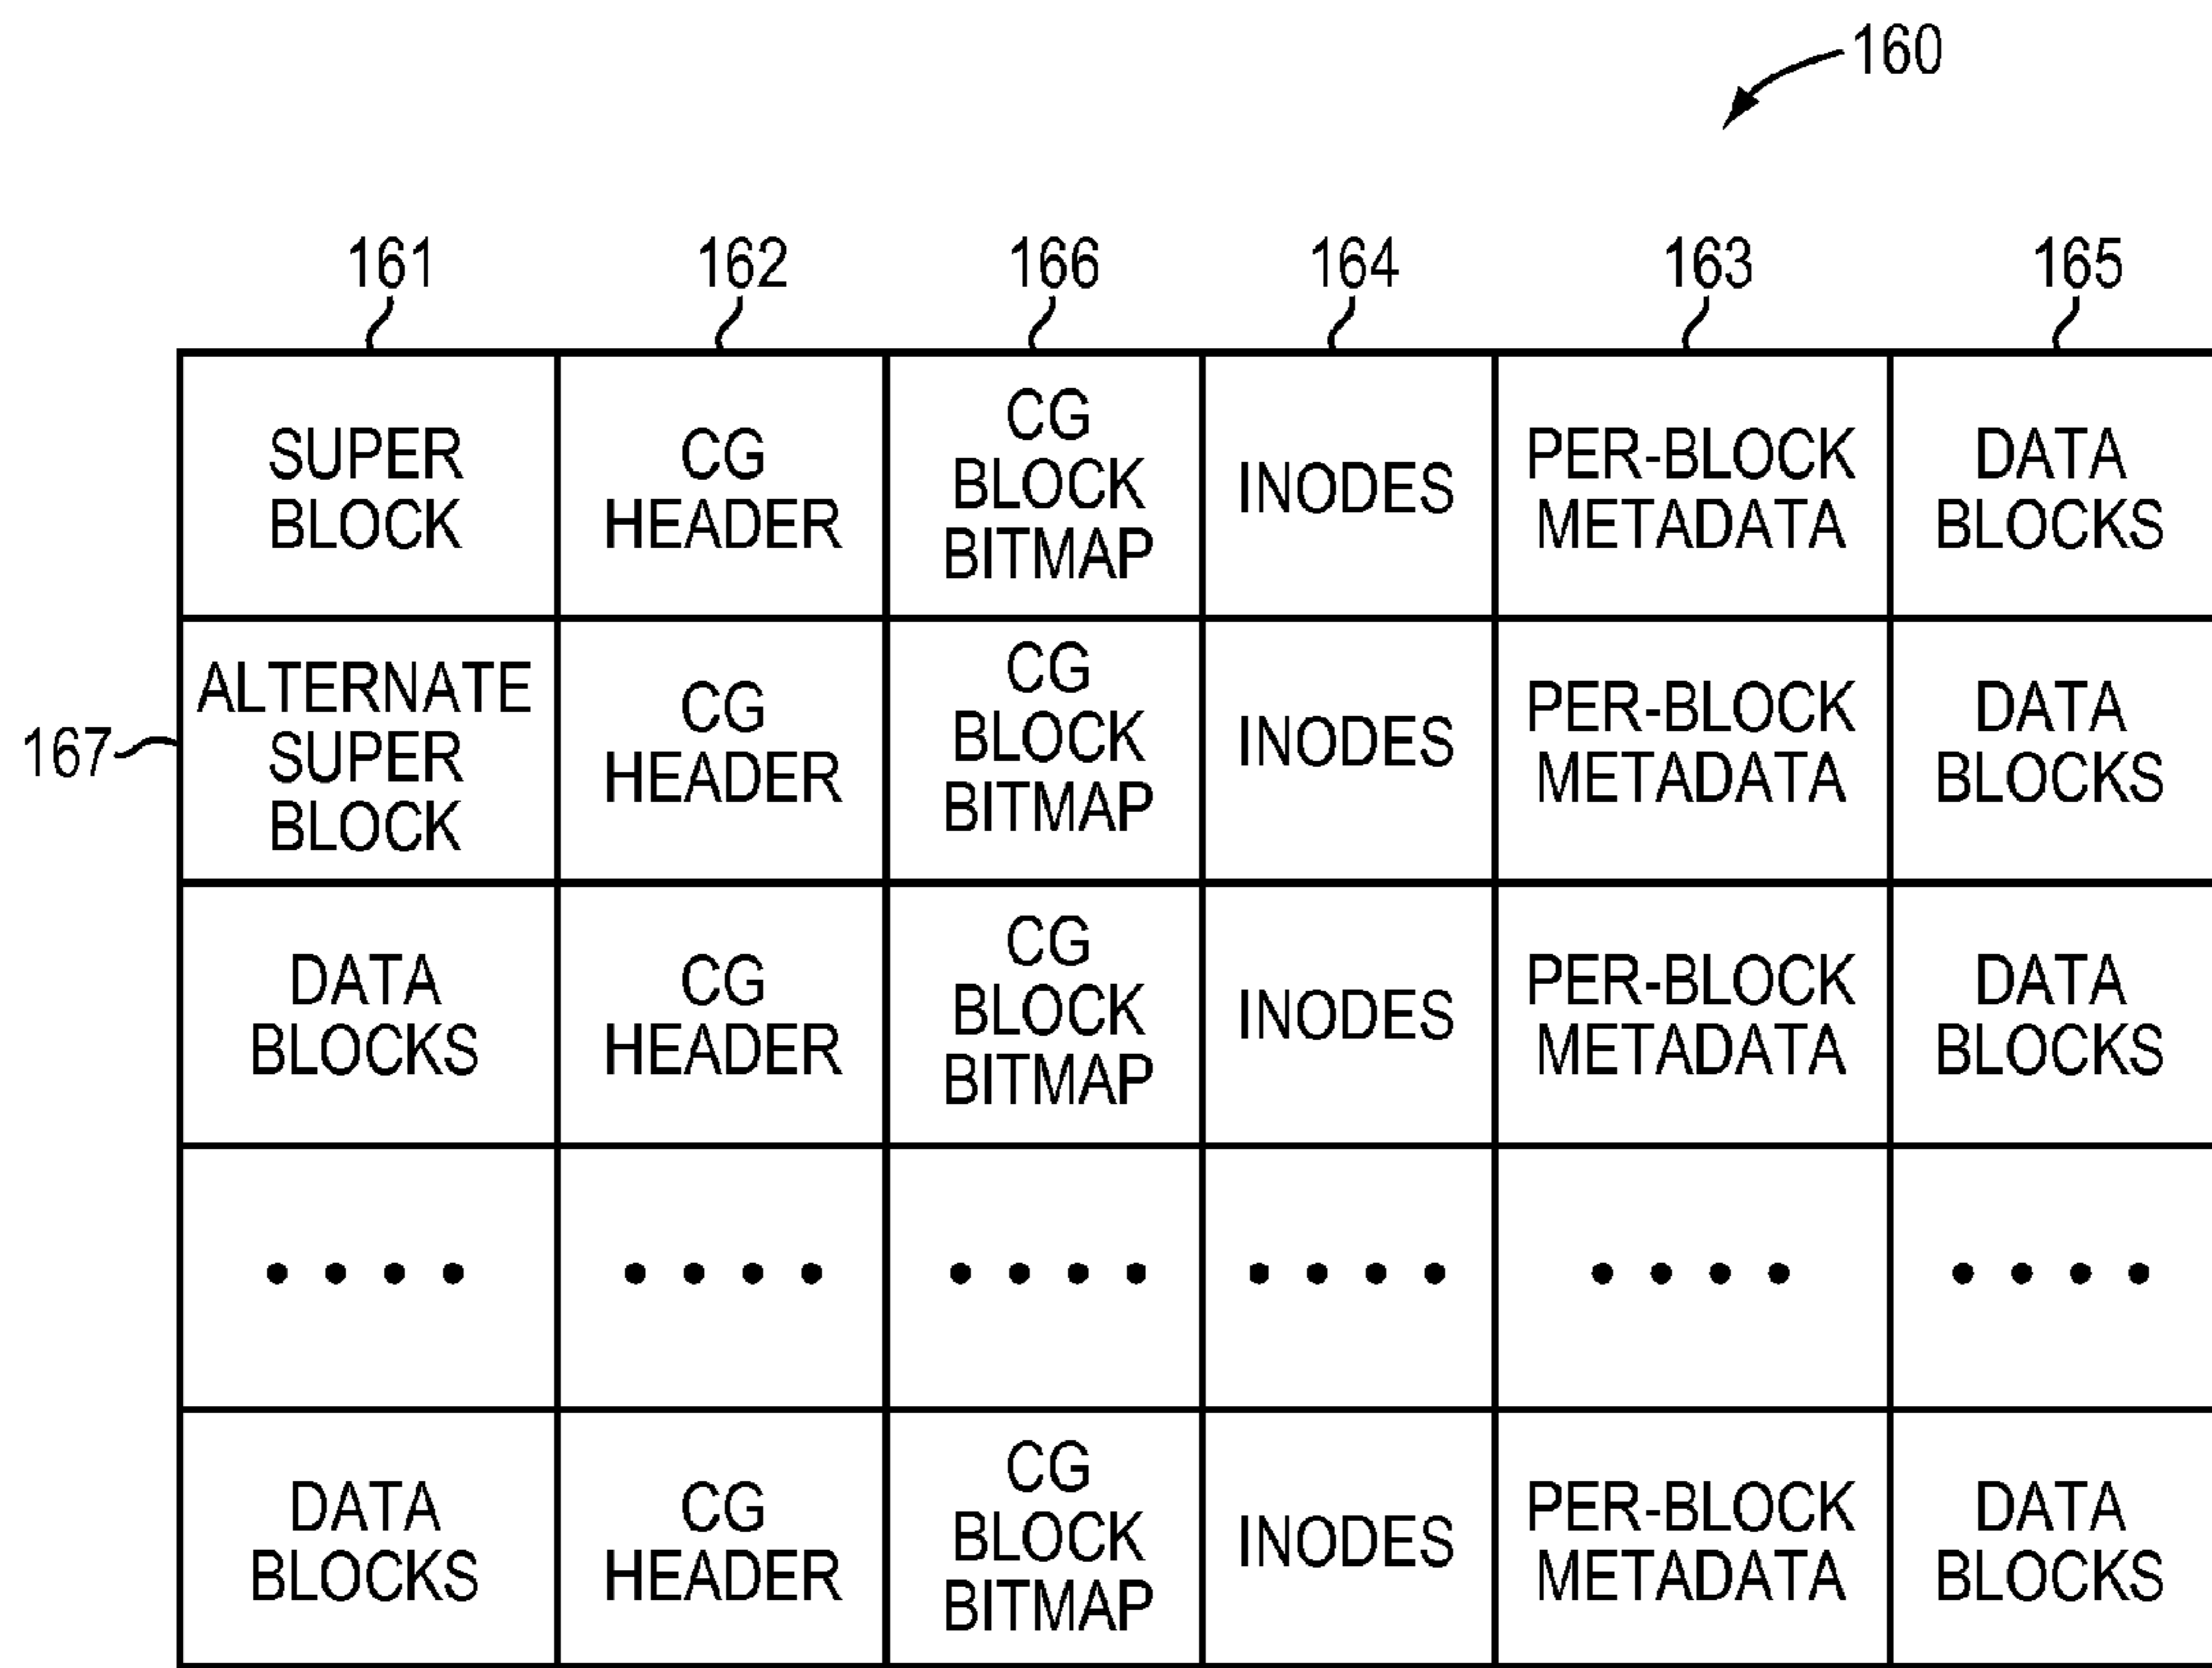 160
161 162 166 164 163 165
SUPER
BLOCK
CG
HEADER
CG
BLOCK
BITMAP
INODES
PER-BLOCK
METADATA
DATA
BLOCKS
167
ALTERNATE
SUPER
BLOCK
CG
HEADER
CG
BLOCK
BITMAP
INODES
PER-BLOCK
METADATA
DATA
BLOCKS
DATA
BLOCKS
CG
HEADER
CG
BLOCK
BITMAP
INODES
PER-BLOCK
METADATA
DATA
BLOCKS
• • • •
• • • •
• • • •
• • • •
• • • •
• • • •
DATA
BLOCKS
CG
HEADER
CG
BLOCK
BITMAP
INODES
PER-BLOCK
METADATA
DATA
BLOCKS